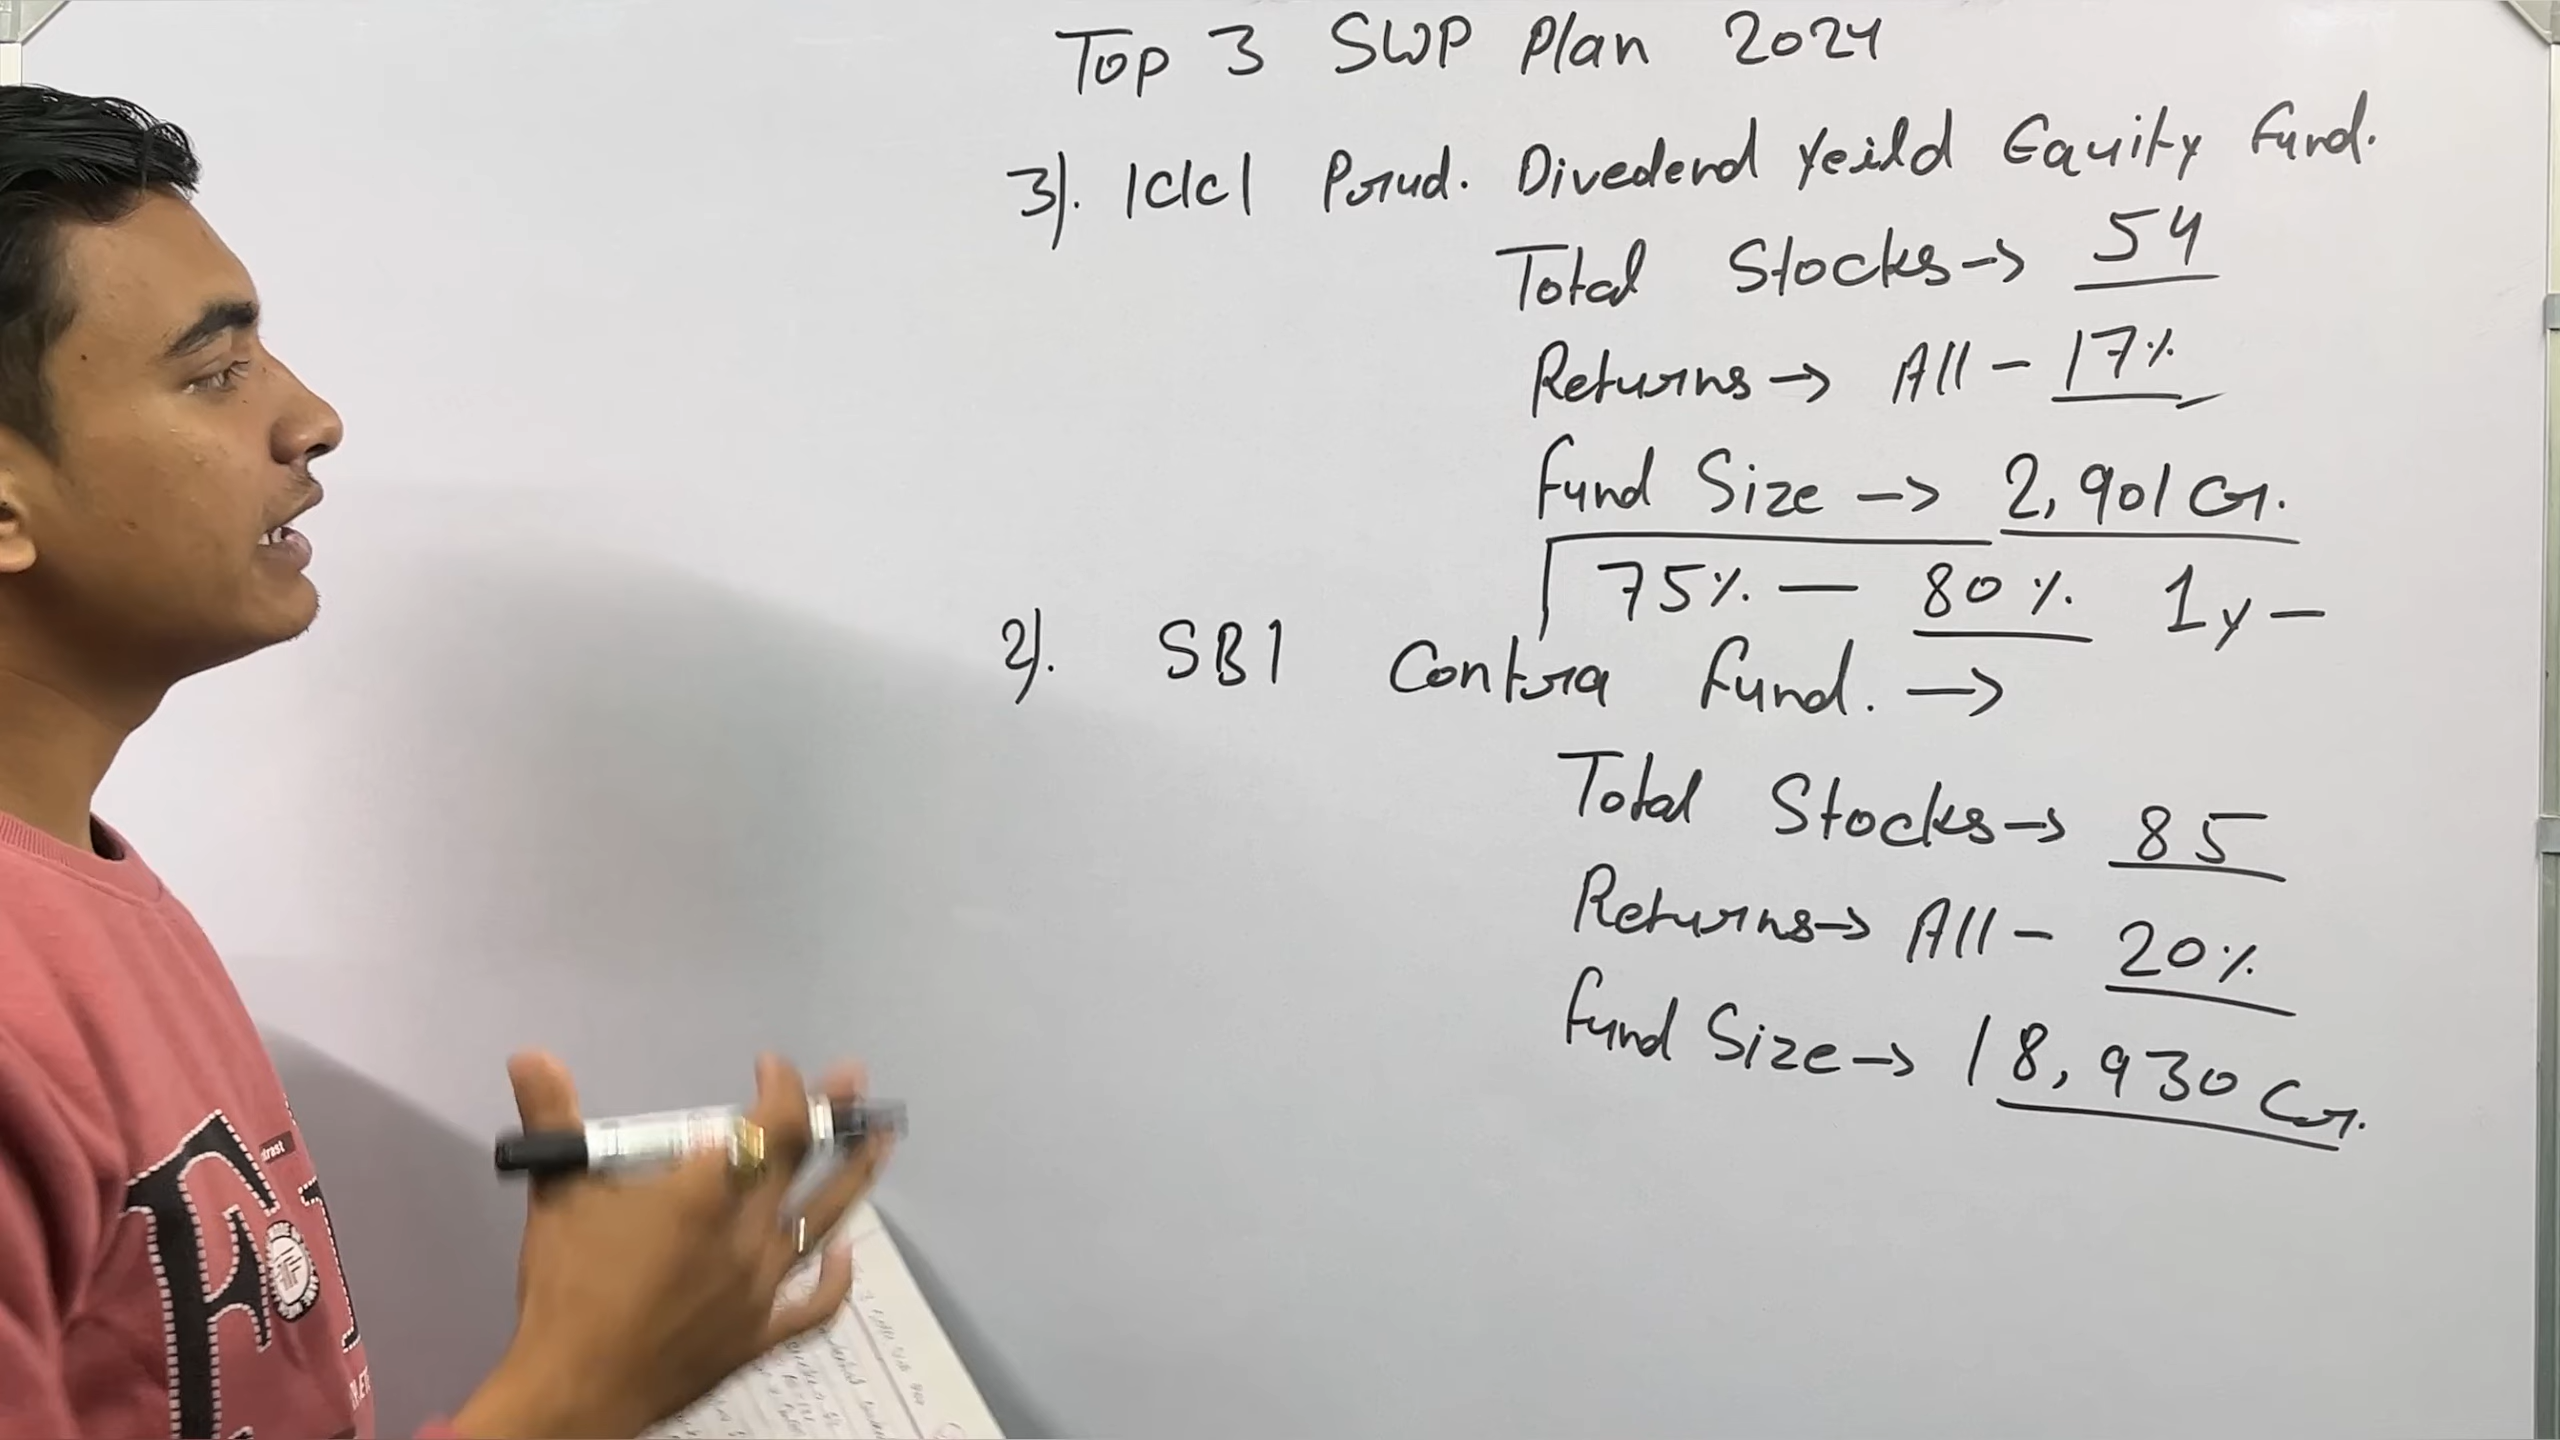 Top 3 SWP Plan 2024
3). ICICI Prud. Divedend Yeild Equity Fund.
Total Stocks → 54
Returns → All - 17%
Fund Size → 2,901 Cr.
75% — 80% 1y —
2). SBI Contra Fund. →
Total Stocks → 85
Returns → All - 20%
Fund Size → 18,930 Cr.